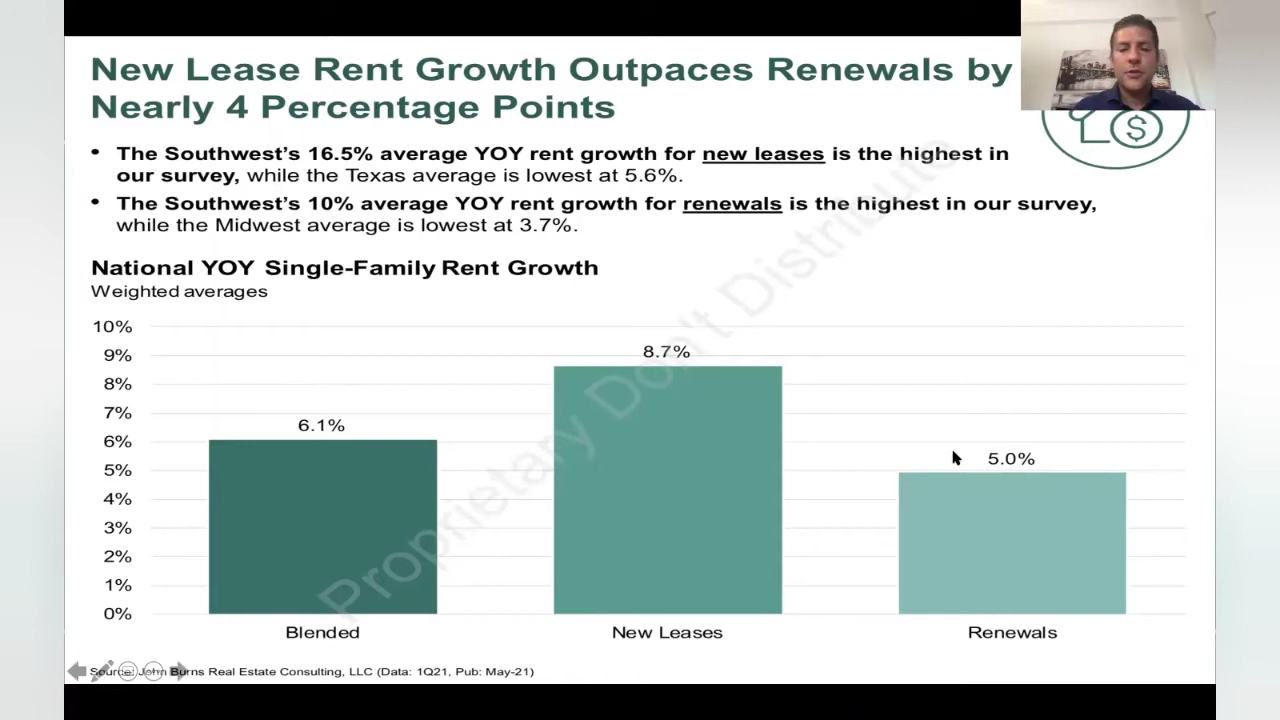 New Lease Rent Growth Outpaces Renewals by
Nearly 4 Percentage Points
• The Southwest's 16.5% average YOY rent growth for new leases is the highest in
our survey, while the Texas average is lowest at 5.6%.
• The Southwest's 10% average YOY rent growth for renewals is the highest in our survey,
while the Midwest average is lowest at 3.7%.
National YOY Single-Family Rent Growth
Weighted averages
10%
9%
8%
7%
6%
5%
4%
3%
2%
1%
0%
6.1%
8.7%
5.0%
Blended
New Leases
Renewals
Proprietary Don't Distribute
Source: John Burns Real Estate Consulting, LLC (Data: 1Q21, Pub: May-21)
$